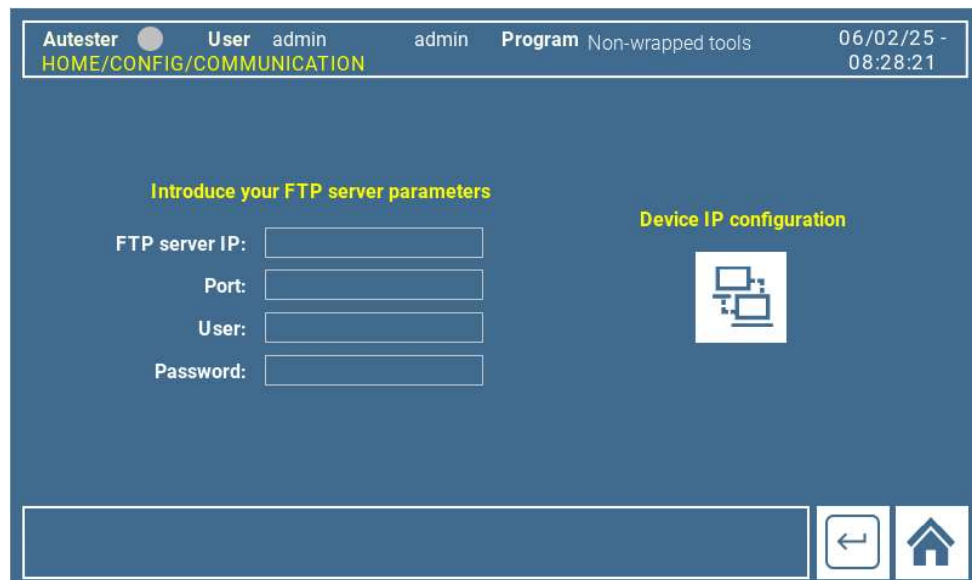 Autester User admin admin Program Non-wrapped tools 06/02/25 -
HOME/CONFIG/COMMUNICATION 08:28:21
Introduce your FTP server parameters
Device IP configuration
FTP server IP:
Port:
User:
Password: